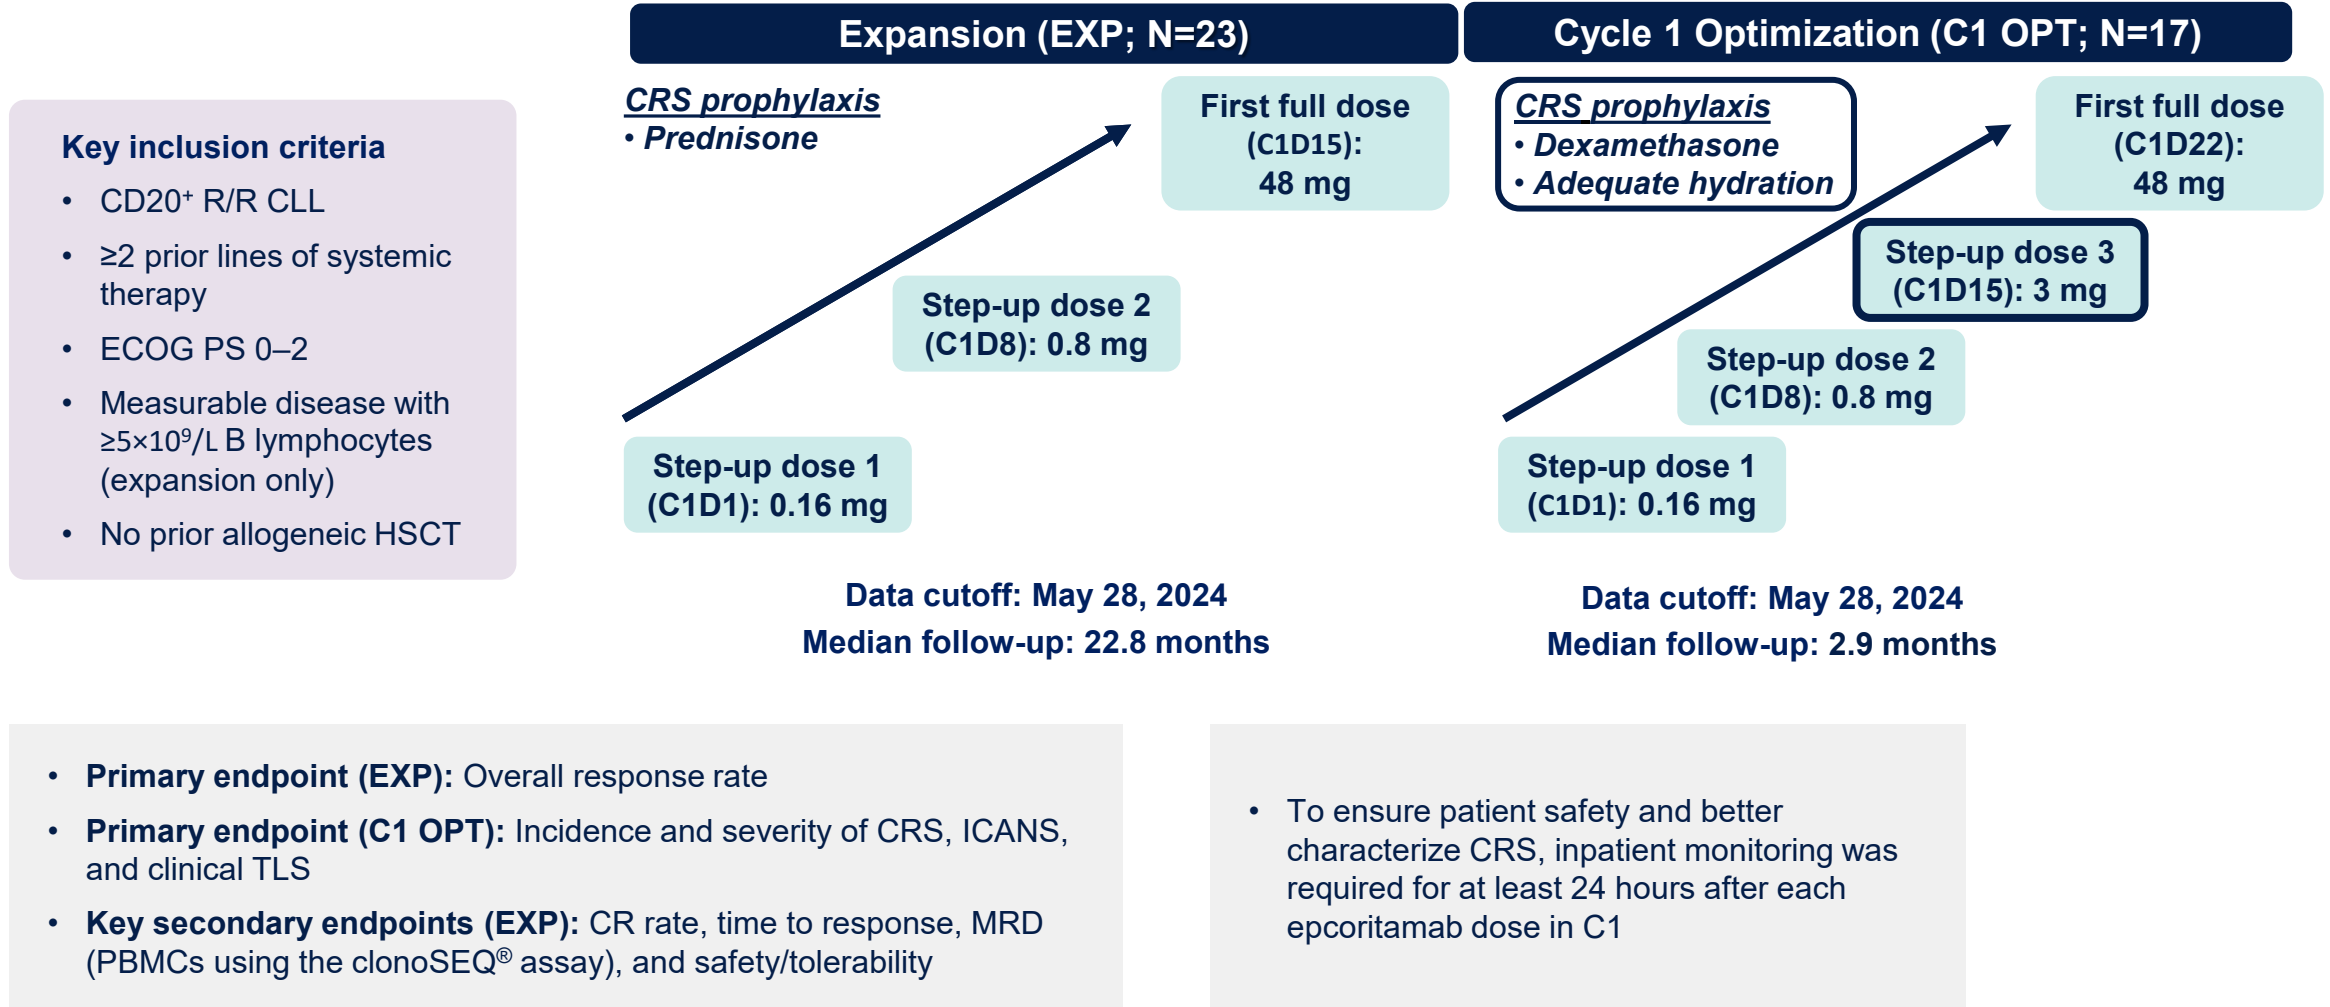 Expansion (EXP; N=23)
Cycle 1 Optimization (C1 OPT; N=17)
Key inclusion criteria
• CD20⁺ R/R CLL
• ≥2 prior lines of systemic
therapy
• ECOG PS 0–2
• Measurable disease with
≥5×10⁹/L B lymphocytes
(expansion only)
• No prior allogeneic HSCT
CRS prophylaxis
• Prednisone
First full dose
(C1D15):
48 mg
Step-up dose 2
(C1D8): 0.8 mg
Step-up dose 1
(C1D1): 0.16 mg
Data cutoff: May 28, 2024
Median follow-up: 22.8 months
CRS prophylaxis
• Dexamethasone
• Adequate hydration
First full dose
(C1D22):
48 mg
Step-up dose 3
(C1D15): 3 mg
Step-up dose 2
(C1D8): 0.8 mg
Step-up dose 1
(C1D1): 0.16 mg
Data cutoff: May 28, 2024
Median follow-up: 2.9 months
• Primary endpoint (EXP): Overall response rate
• Primary endpoint (C1 OPT): Incidence and severity of CRS, ICANS,
and clinical TLS
• Key secondary endpoints (EXP): CR rate, time to response, MRD
(PBMCs using the clonoSEQ® assay), and safety/tolerability
• To ensure patient safety and better
characterize CRS, inpatient monitoring was
required for at least 24 hours after each
epcoritamab dose in C1